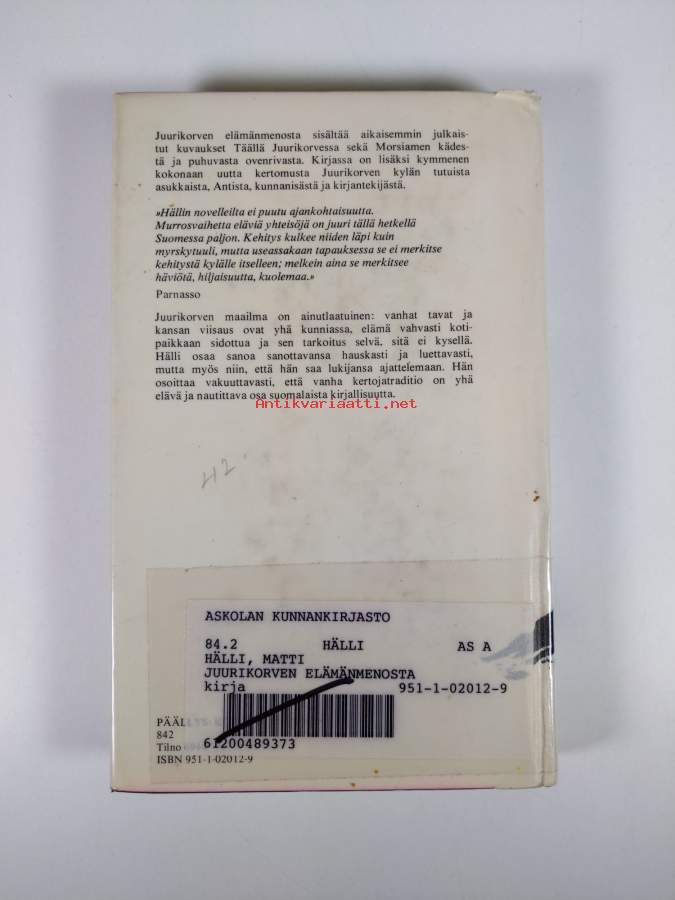 Juurikorven elämänmenosta sisältää aikaisemmin julkais-
tut kuvaukset Täällä Juurikorvessa sekä Morsiamen kädes-
tä ja puhuvasta ovenrivasta. Kirjassa on lisäksi kymmenen
kokonaan uutta kertomusta Juurikorven kylän tutuista
asukkaista, Antista, kunnanisästä ja kirjantekijästä.
»Hällin novelleilta ei puutu ajankohtaisuutta.
Murrosvaihetta eläviä yhteisöjä on juuri tällä hetkellä
Suomessa paljon. Kehitys kulkee niiden läpi kuin
myrskytuuli, mutta useassakaan tapauksessa se ei merkitse
kehitystä kylälle itselleen; melkein aina se merkitsee
häviötä, hiljaisuutta, kuolemaa.»
Parnasso
Juurikorven maailma on ainutlaatuinen: vanhat tavat ja
kansan viisaus ovat yhä kunniassa, elämä vahvasti koti-
paikkaan sidottua ja sen tarkoitus selvä, sitä ei kysellä.
Hälli osaa sanoa sanottavansa hauskasti ja luettavasti,
mutta myös niin, että hän saa lukijansa ajattelemaan. Hän
osoittaa vakuuttavasti, että vanha kertojatraditio on yhä
elävä ja nautittava osa suomalaista kirjallisuutta.
Antikvariaatti.net
42
ASKOLAN KUNNANKIRJASTO
84.2 HÄLLI AS A
HÄLLI, MATTI
JUURIKORVEN ELÄMÄNMENOSTA
kirja 951-1-02012-9
61200489373
842
Tilno
ISBN 951-1-02012-9